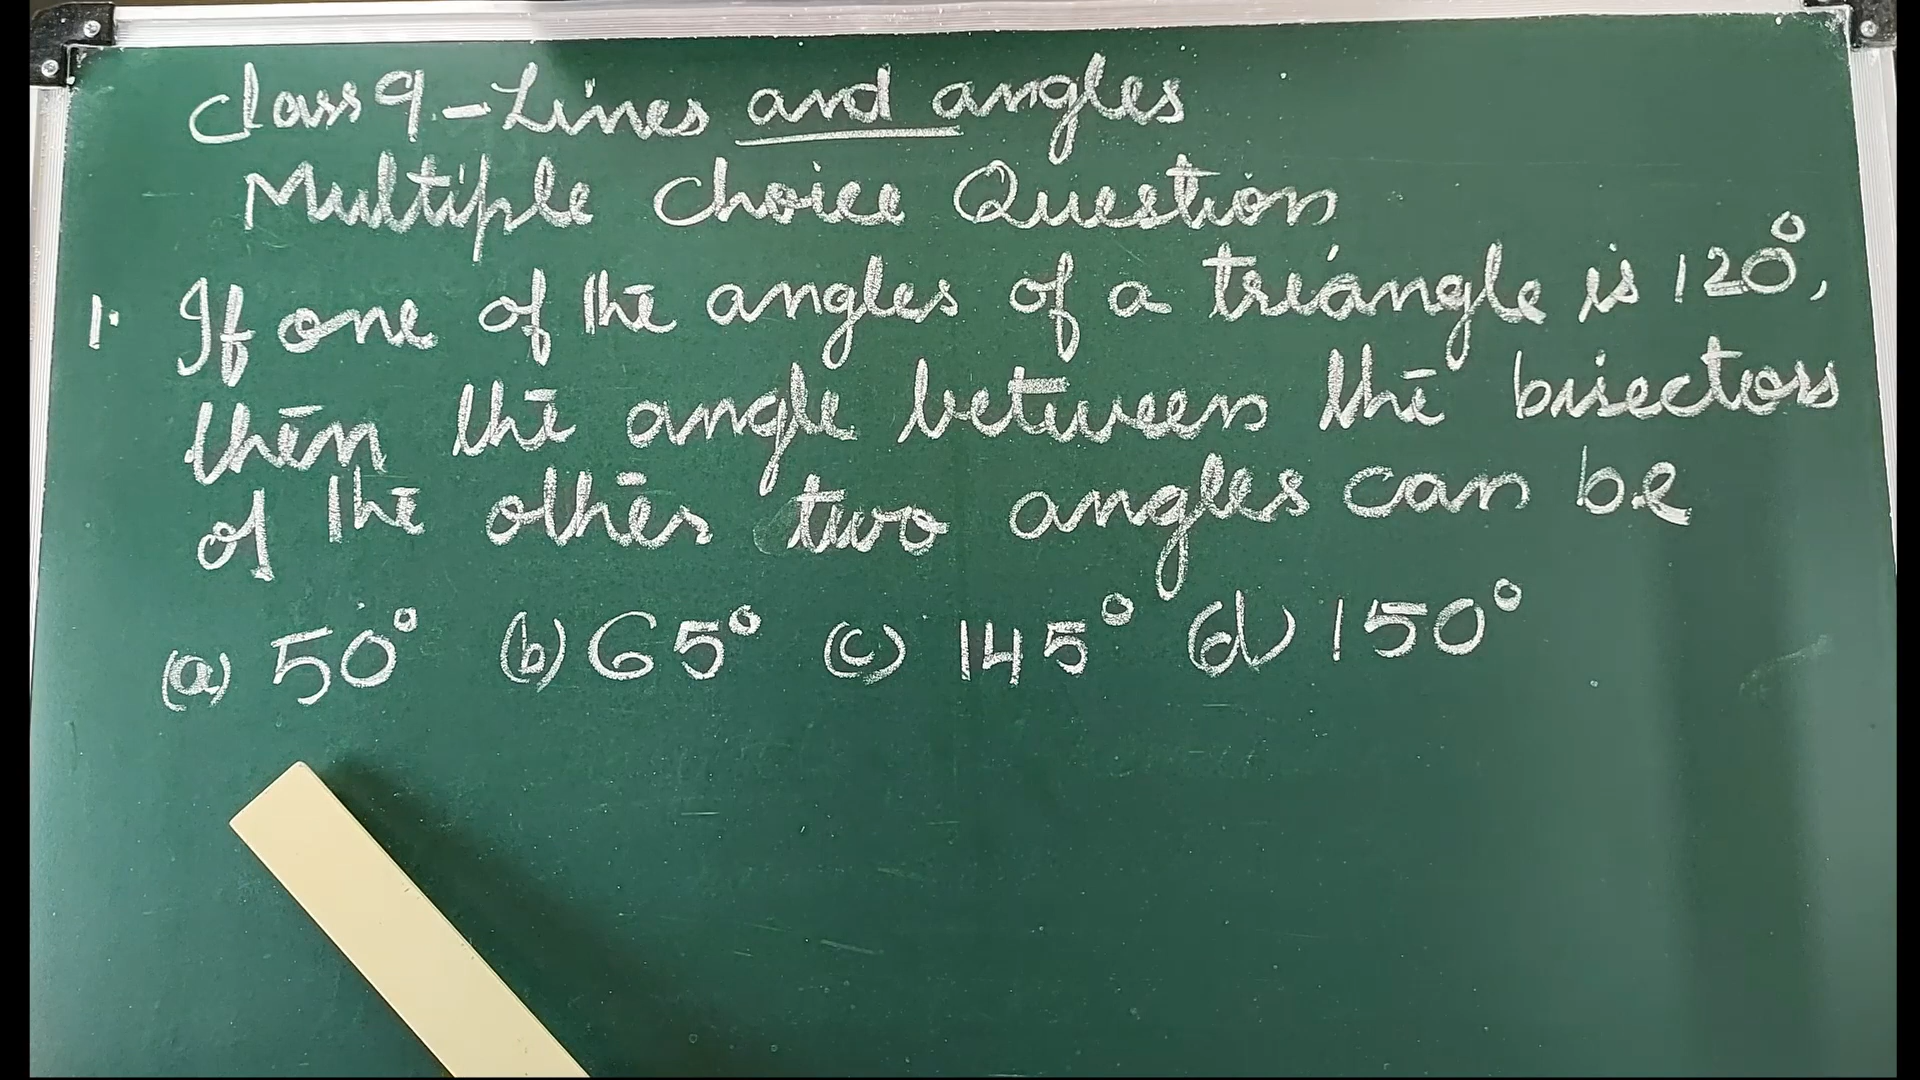 Class 9 - Lines and angles
Multiple Choice Question
1. If one of the angles of a triangle is 120°,
then the angle between the bisectors
of the other two angles can be
(a) 50° (b) 65° (c) 145° (d) 150°